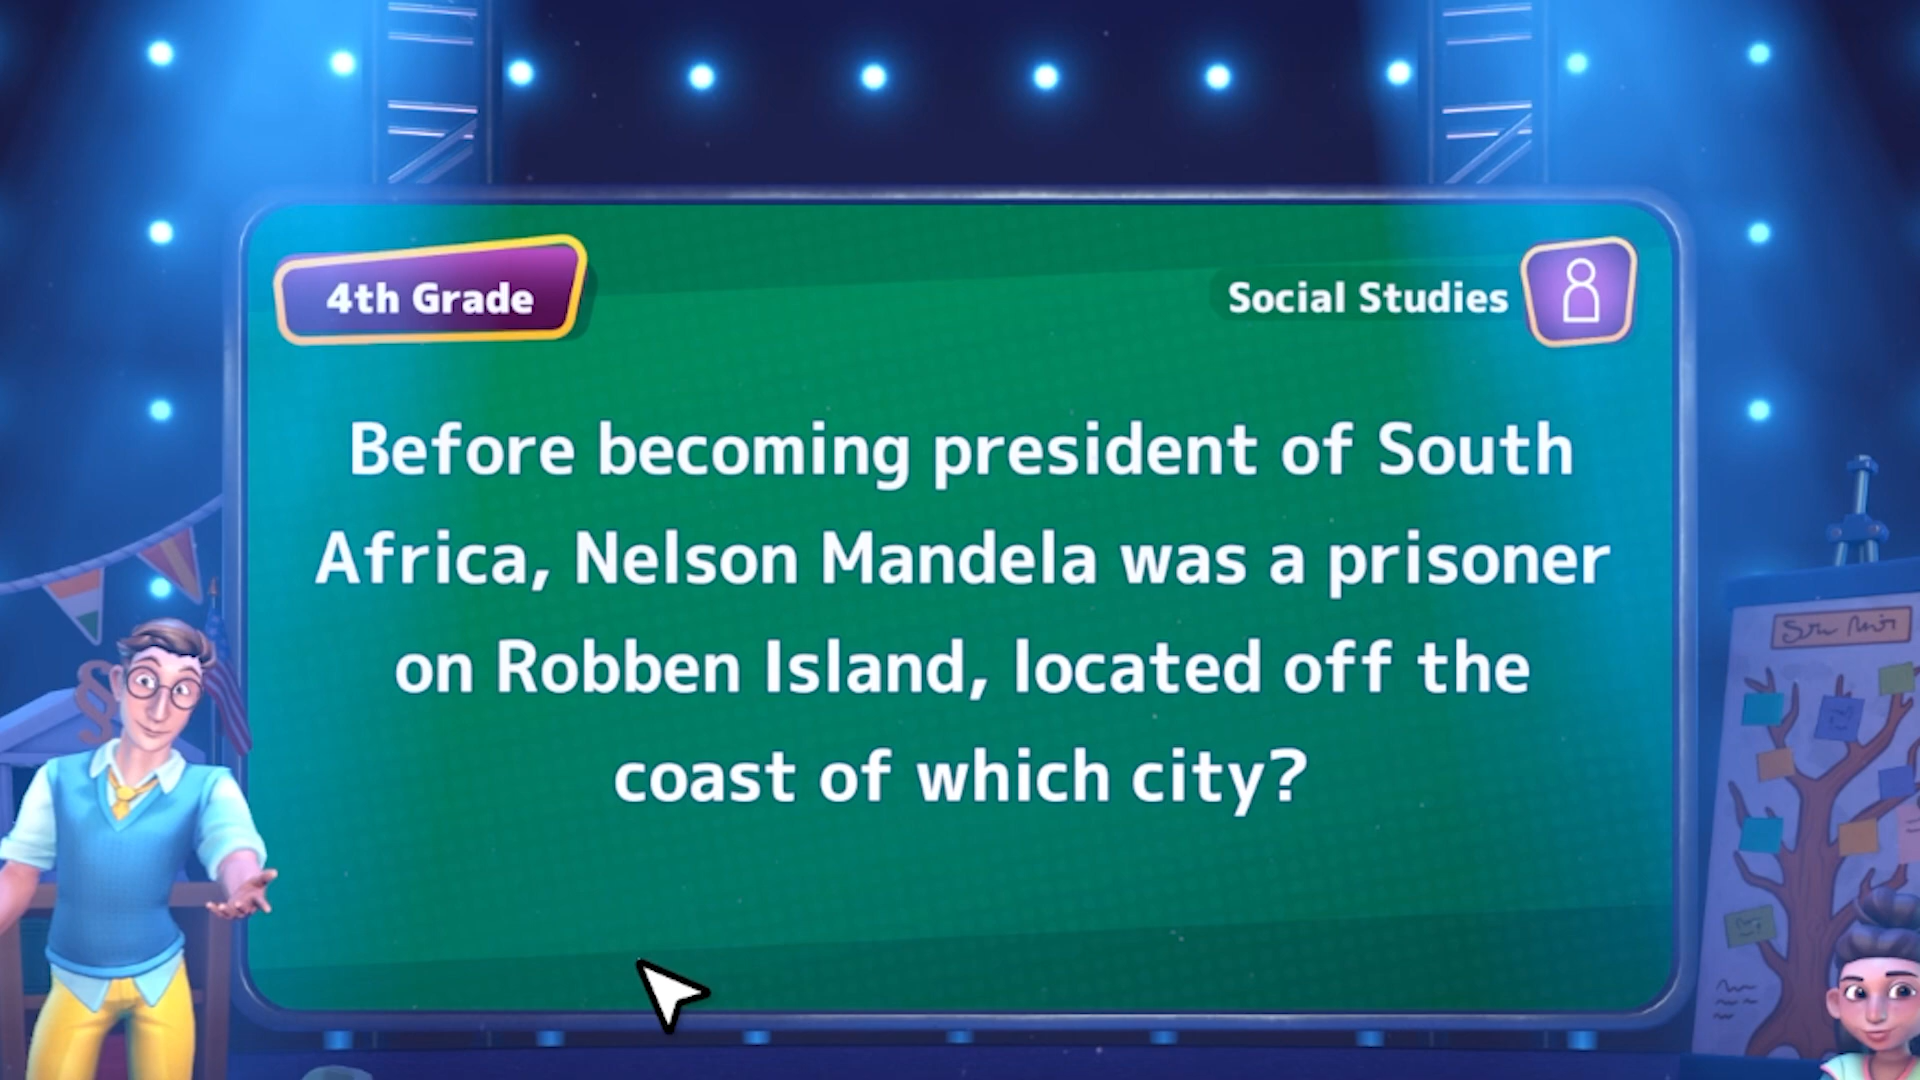 4th Grade
Social Studies
Before becoming president of South
Africa, Nelson Mandela was a prisoner
on Robben Island, located off the
coast of which city?